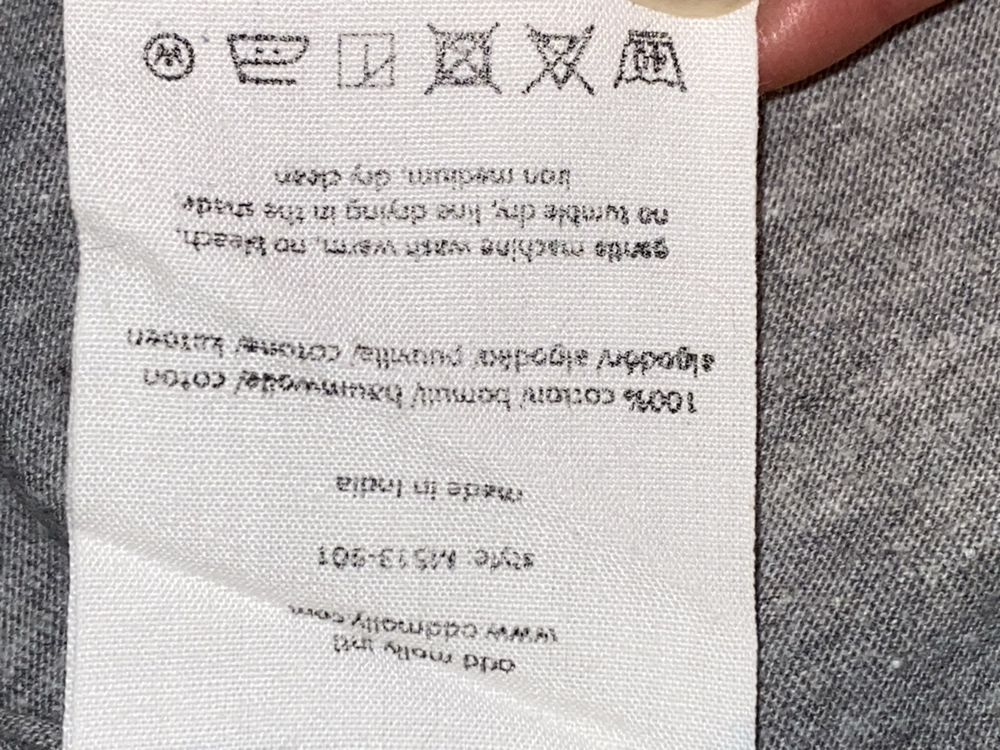 odd molly intl
www.oddmolly.com
style: M513-901
made in India
100% cotton/ bomull/ baumwolle/ coton
algodón/ algodão/ puuvilla/ cotone/ katoen
gentle machine wash warm, no bleach,
no tumble dry, line drying in the shade,
iron medium, dry clean